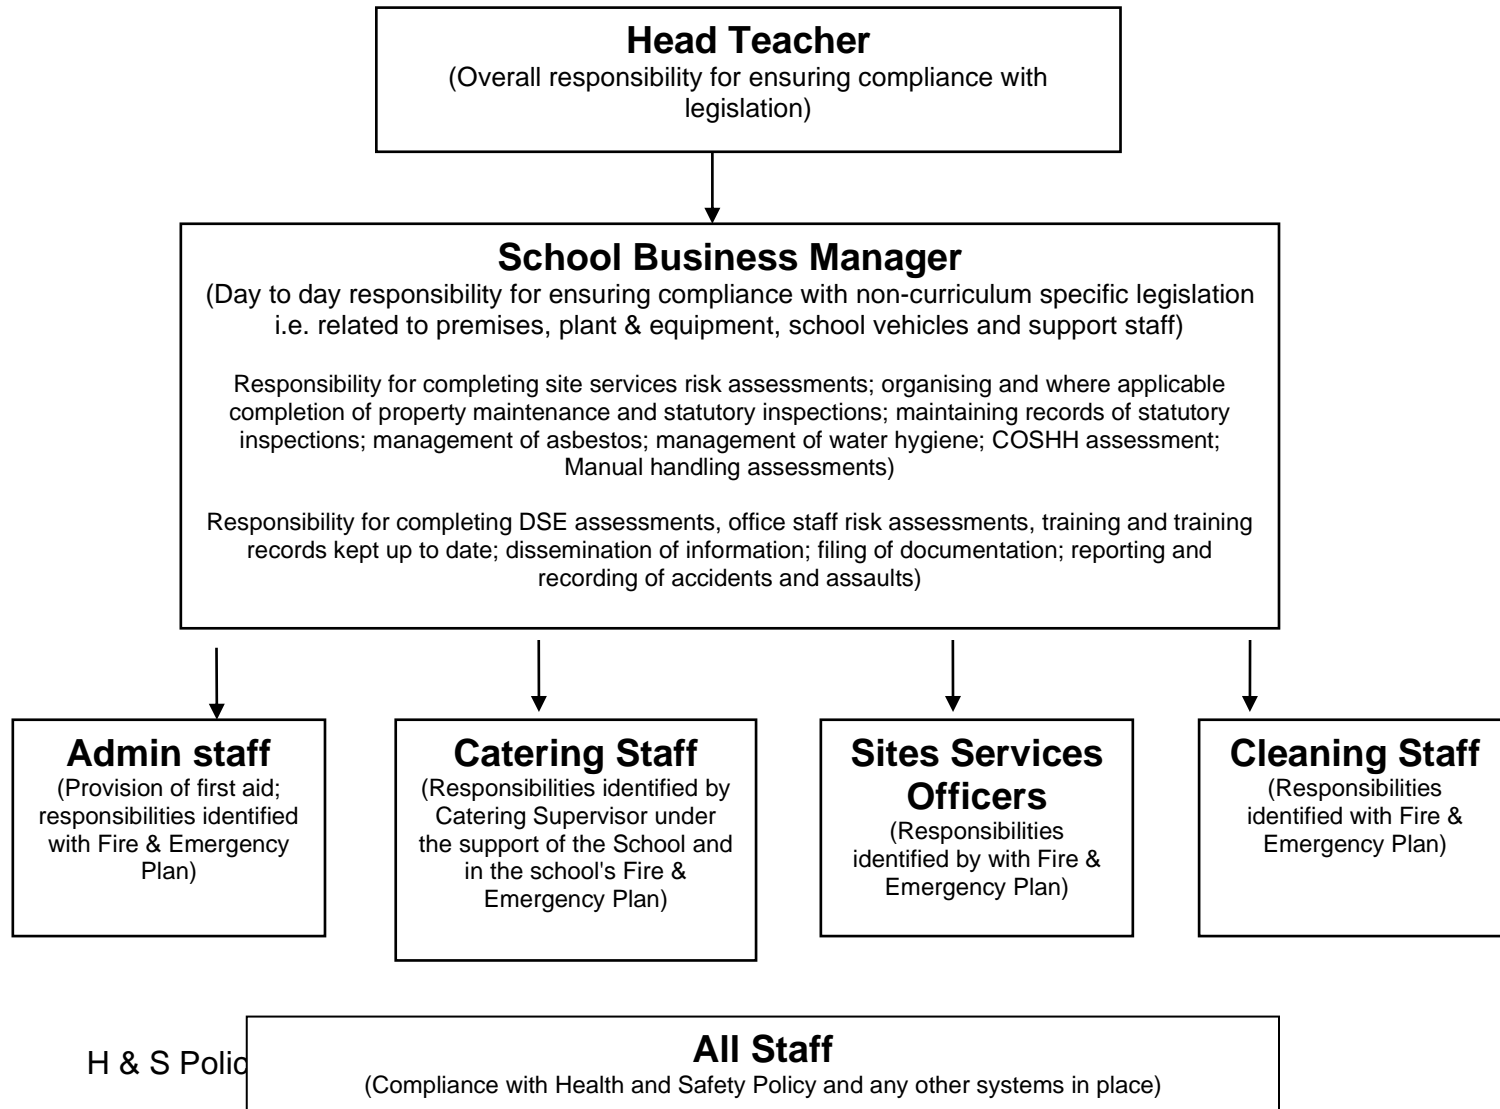 Head Teacher
(Overall responsibility for ensuring compliance with
legislation)
School Business Manager
(Day to day responsibility for ensuring compliance with non-curriculum specific legislation
i.e. related to premises, plant & equipment, school vehicles and support staff)
Responsibility for completing site services risk assessments; organising and where applicable
completion of property maintenance and statutory inspections; maintaining records of statutory
inspections; management of asbestos; management of water hygiene; COSHH assessment;
Manual handling assessments)
Responsibility for completing DSE assessments, office staff risk assessments, training and training
records kept up to date; dissemination of information; filing of documentation; reporting and
recording of accidents and assaults)
Admin staff
(Provision of first aid;
responsibilities identified
with Fire & Emergency
Plan)
Catering Staff
(Responsibilities identified by
Catering Supervisor under
the support of the School and
in the school's Fire &
Emergency Plan)
Sites Services
Officers
(Responsibilities
identified by with Fire &
Emergency Plan)
Cleaning Staff
(Responsibilities
identified with Fire &
Emergency Plan)
H & S Polic
All Staff
(Compliance with Health and Safety Policy and any other systems in place)